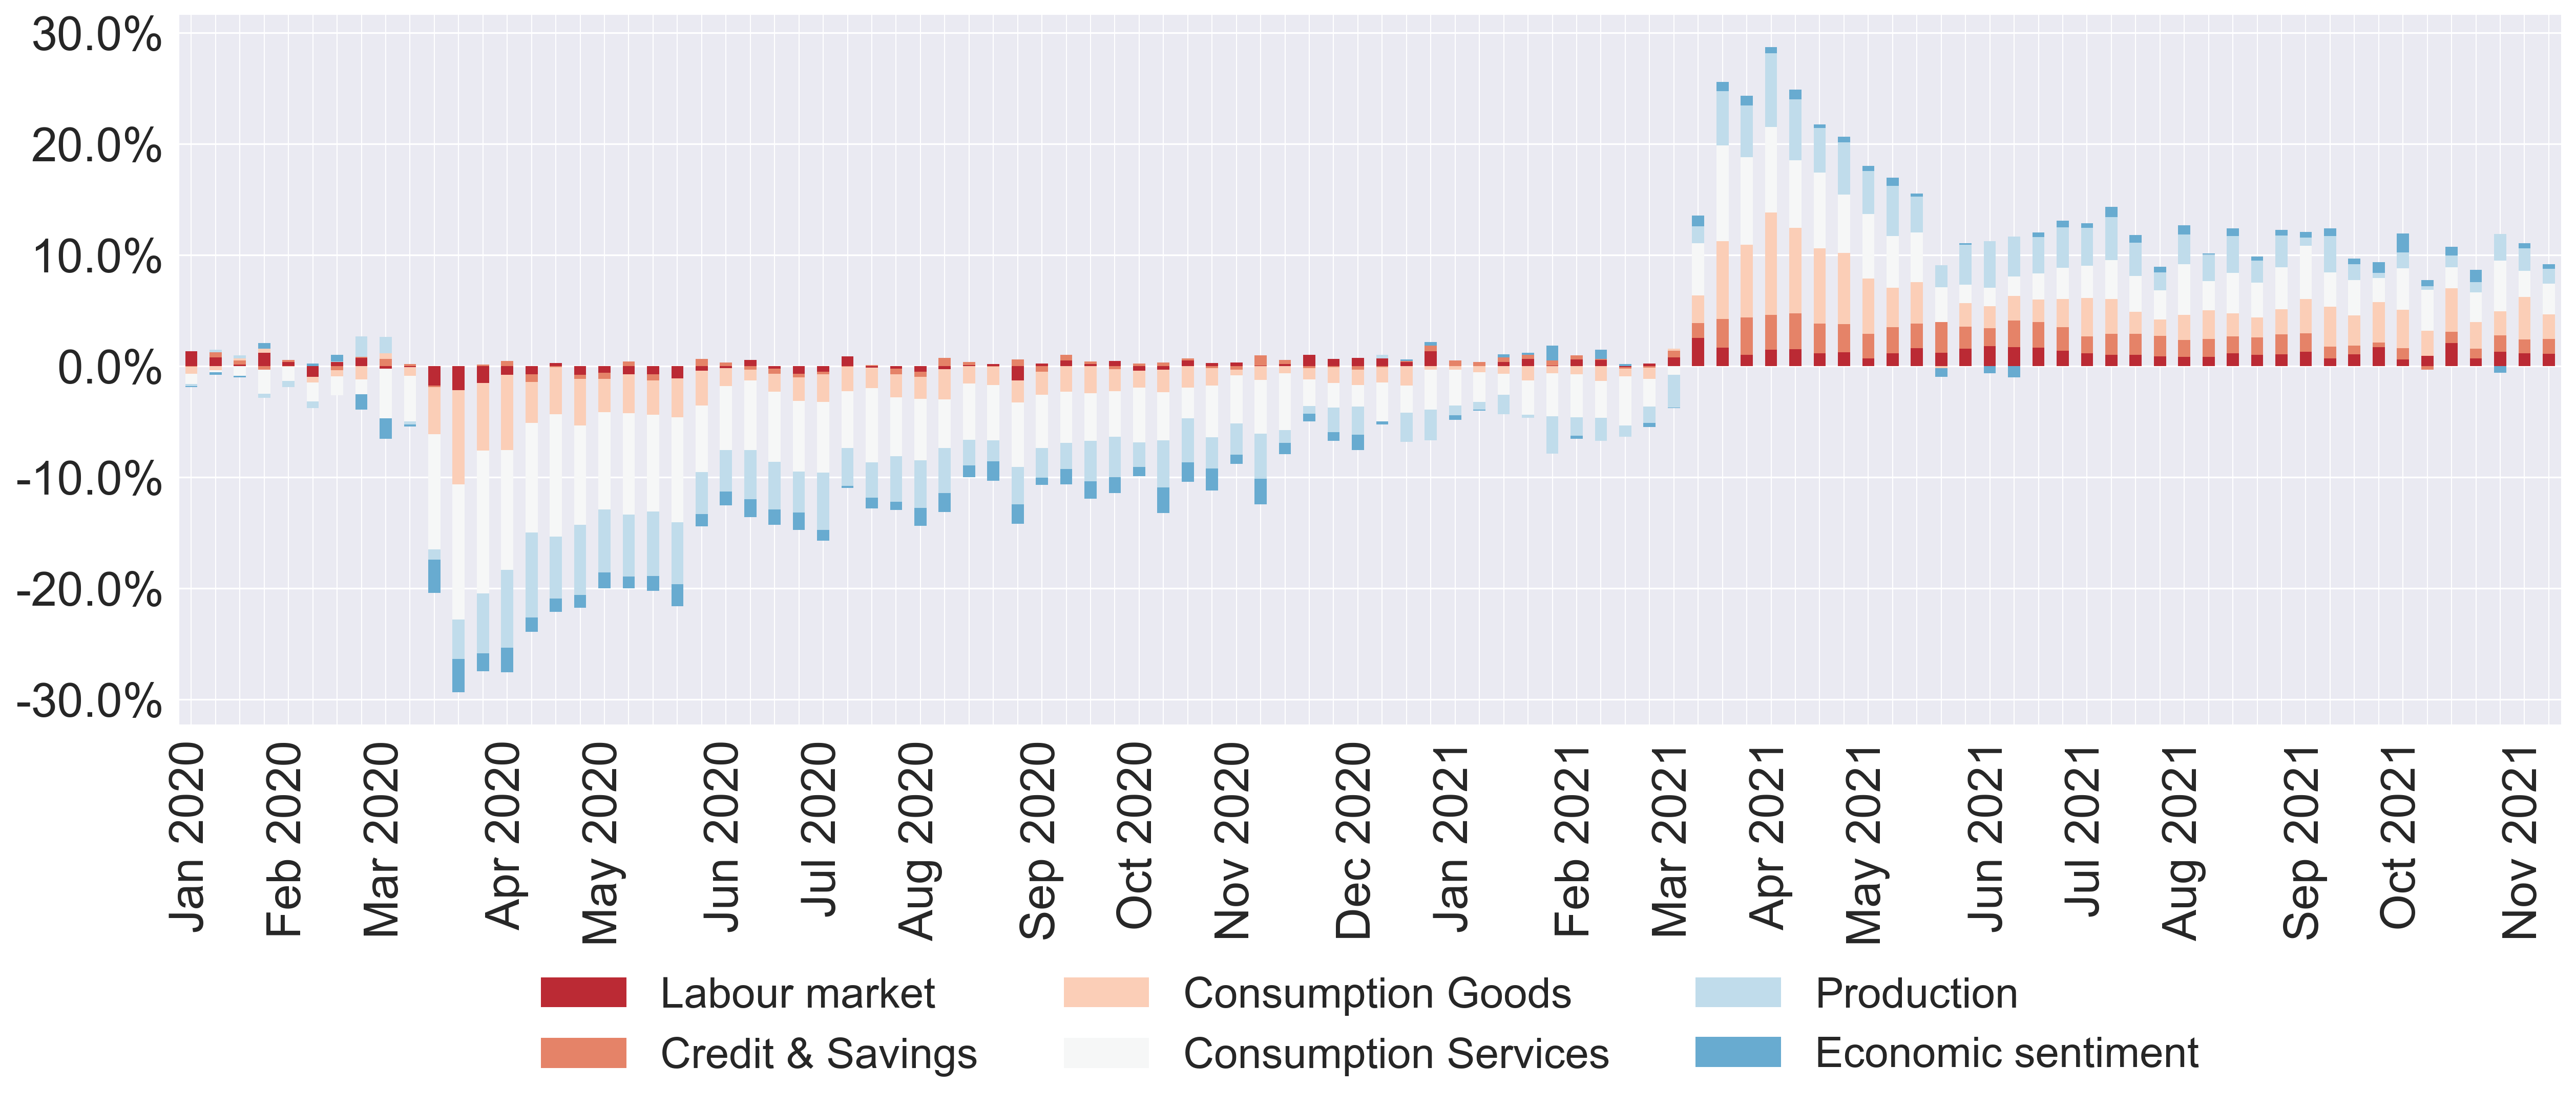 30.0%
20.0%
10.0%
0.0%
-10.0%
-20.0%
-30.0%
Jan 2020
Feb 2020
Mar 2020
Apr 2020
May 2020
Jun 2020
Jul 2020
Aug 2020
Sep 2020
Oct 2020
Nov 2020
Dec 2020
Jan 2021
Feb 2021
Mar 2021
Apr 2021
May 2021
Jun 2021
Jul 2021
Aug 2021
Sep 2021
Oct 2021
Nov 2021
Labour market
Consumption Goods
Production
Credit & Savings
Consumption Services
Economic sentiment